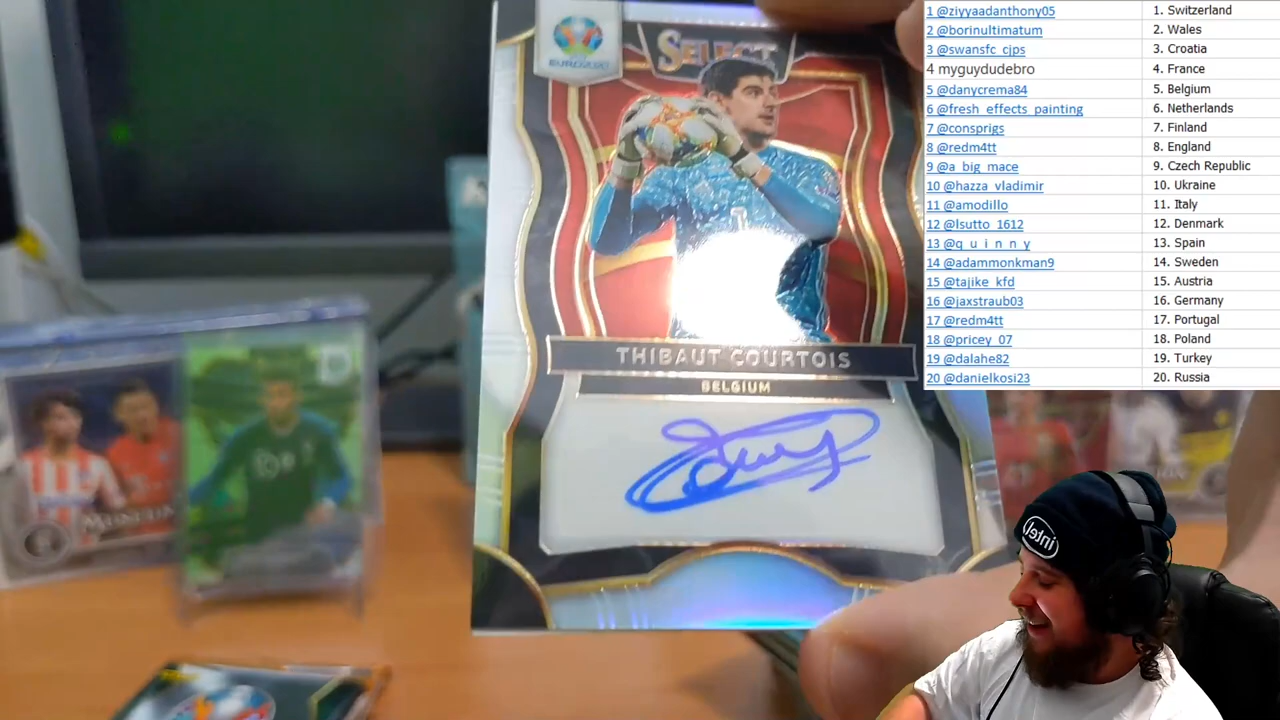 EURO2020
SELECT
THIBAUT COURTOIS
BELGIUM
intel
1 @ziyyaadanthony05 1. Switzerland
2 @borinultimatum 2. Wales
3 @swansfc_cjps 3. Croatia
4 myguydudebro 4. France
5 @danycrema84 5. Belgium
6 @fresh_effects_painting 6. Netherlands
7 @consprigs 7. Finland
8 @redm4tt 8. England
9 @a_big_mace 9. Czech Republic
10 @hazza_vladimir 10. Ukraine
11 @amodillo 11. Italy
12 @lsutto_1612 12. Denmark
13 @q_u_i_n_n_y 13. Spain
14 @adammonkman9 14. Sweden
15 @tajike_kfd 15. Austria
16 @jaxstraub03 16. Germany
17 @redm4tt 17. Portugal
18 @pricey_07 18. Poland
19 @dalahe82 19. Turkey
20 @danielkosi23 20. Russia